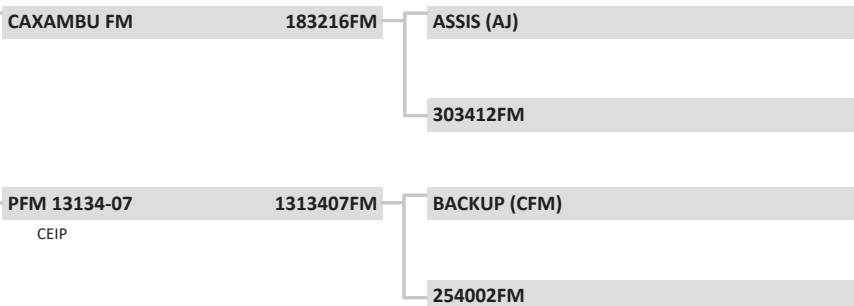 CAXAMBU FM 183216FM ASSIS (AJ)
303412FM
PFM 13134-07 1313407FM BACKUP (CFM)
CEIP
254002FM